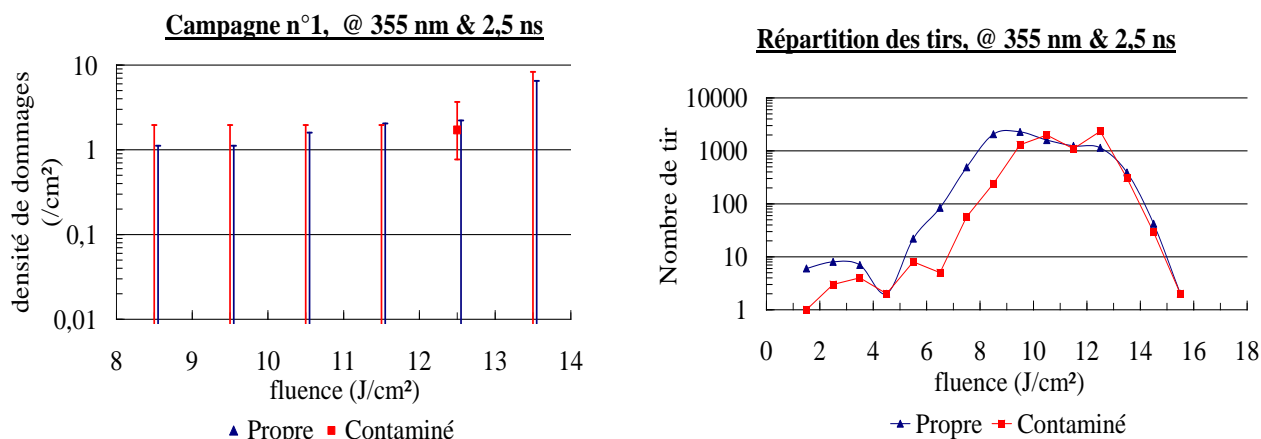 Campagne n°1, @ 355 nm & 2,5 ns
densité de dommages
(/cm²)
10
1
0,1
0,01
8 9 10 11 12 13 14
fluence (J/cm²)
Propre Contaminé
Répartition des tirs, @ 355 nm & 2,5 ns
Nombre de tir
10000
1000
100
10
1
0 2 4 6 8 10 12 14 16 18
fluence (J/cm²)
Propre Contaminé